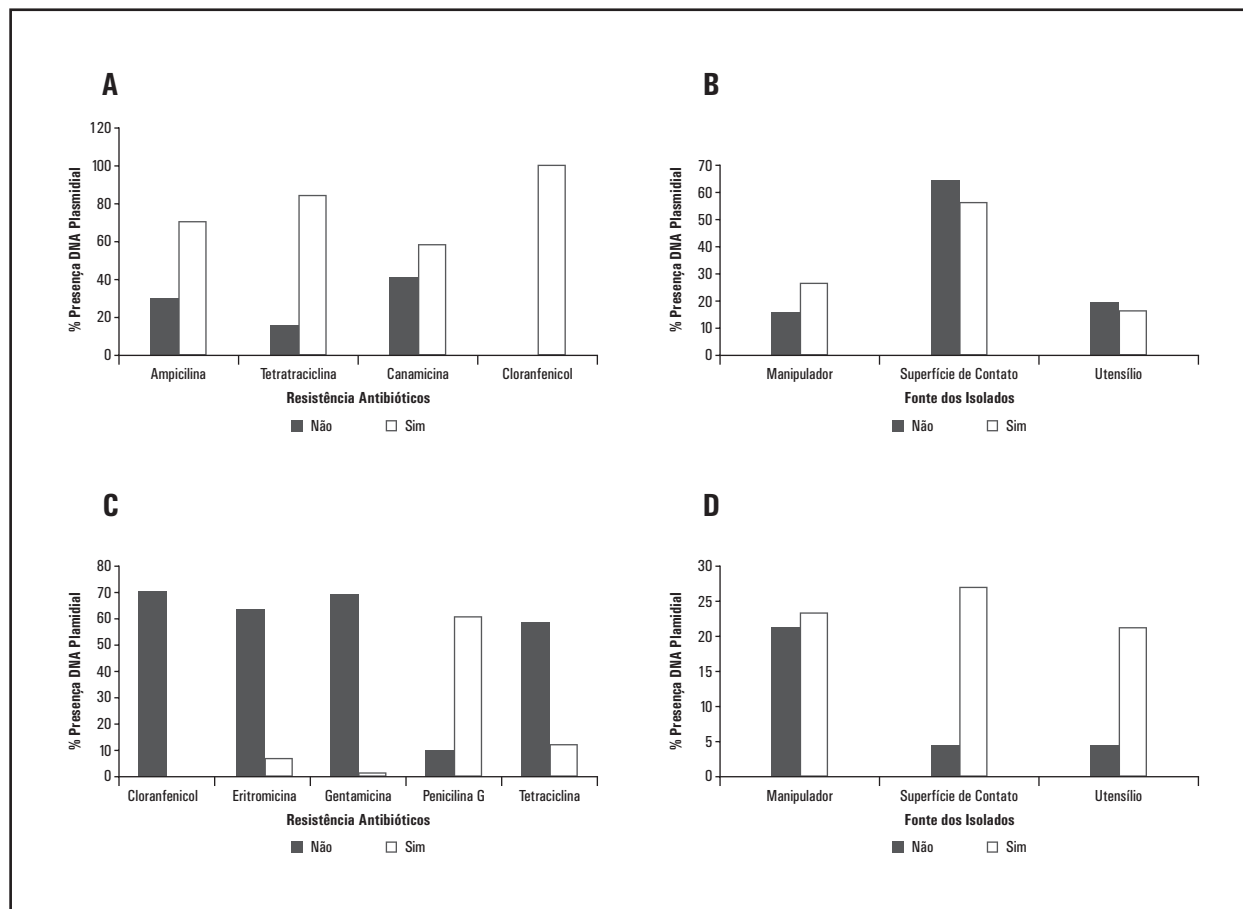 A
% Presença DNA Plasmidial
120
100
80
60
40
20
0
Ampicilina Tetratraciclina Canamicina Cloranfenicol
Resistência Antibióticos
Não Sim
B
% Presença DNA Plasmidial
70
60
50
40
30
20
10
0
Manipulador Superfície de Contato Utensílio
Fonte dos Isolados
Não Sim
C
% Presença DNA Plamidial
80
70
60
50
40
30
20
10
0
Cloranfenicol Eritromicina Gentamicina Penicilina G Tetraciclina
Resistência Antibióticos
Não Sim
D
% Presença DNA Plamidial
30
25
20
15
10
5
0
Manipulador Superfície de Contato Utensílio
Fonte dos Isolados
Não Sim